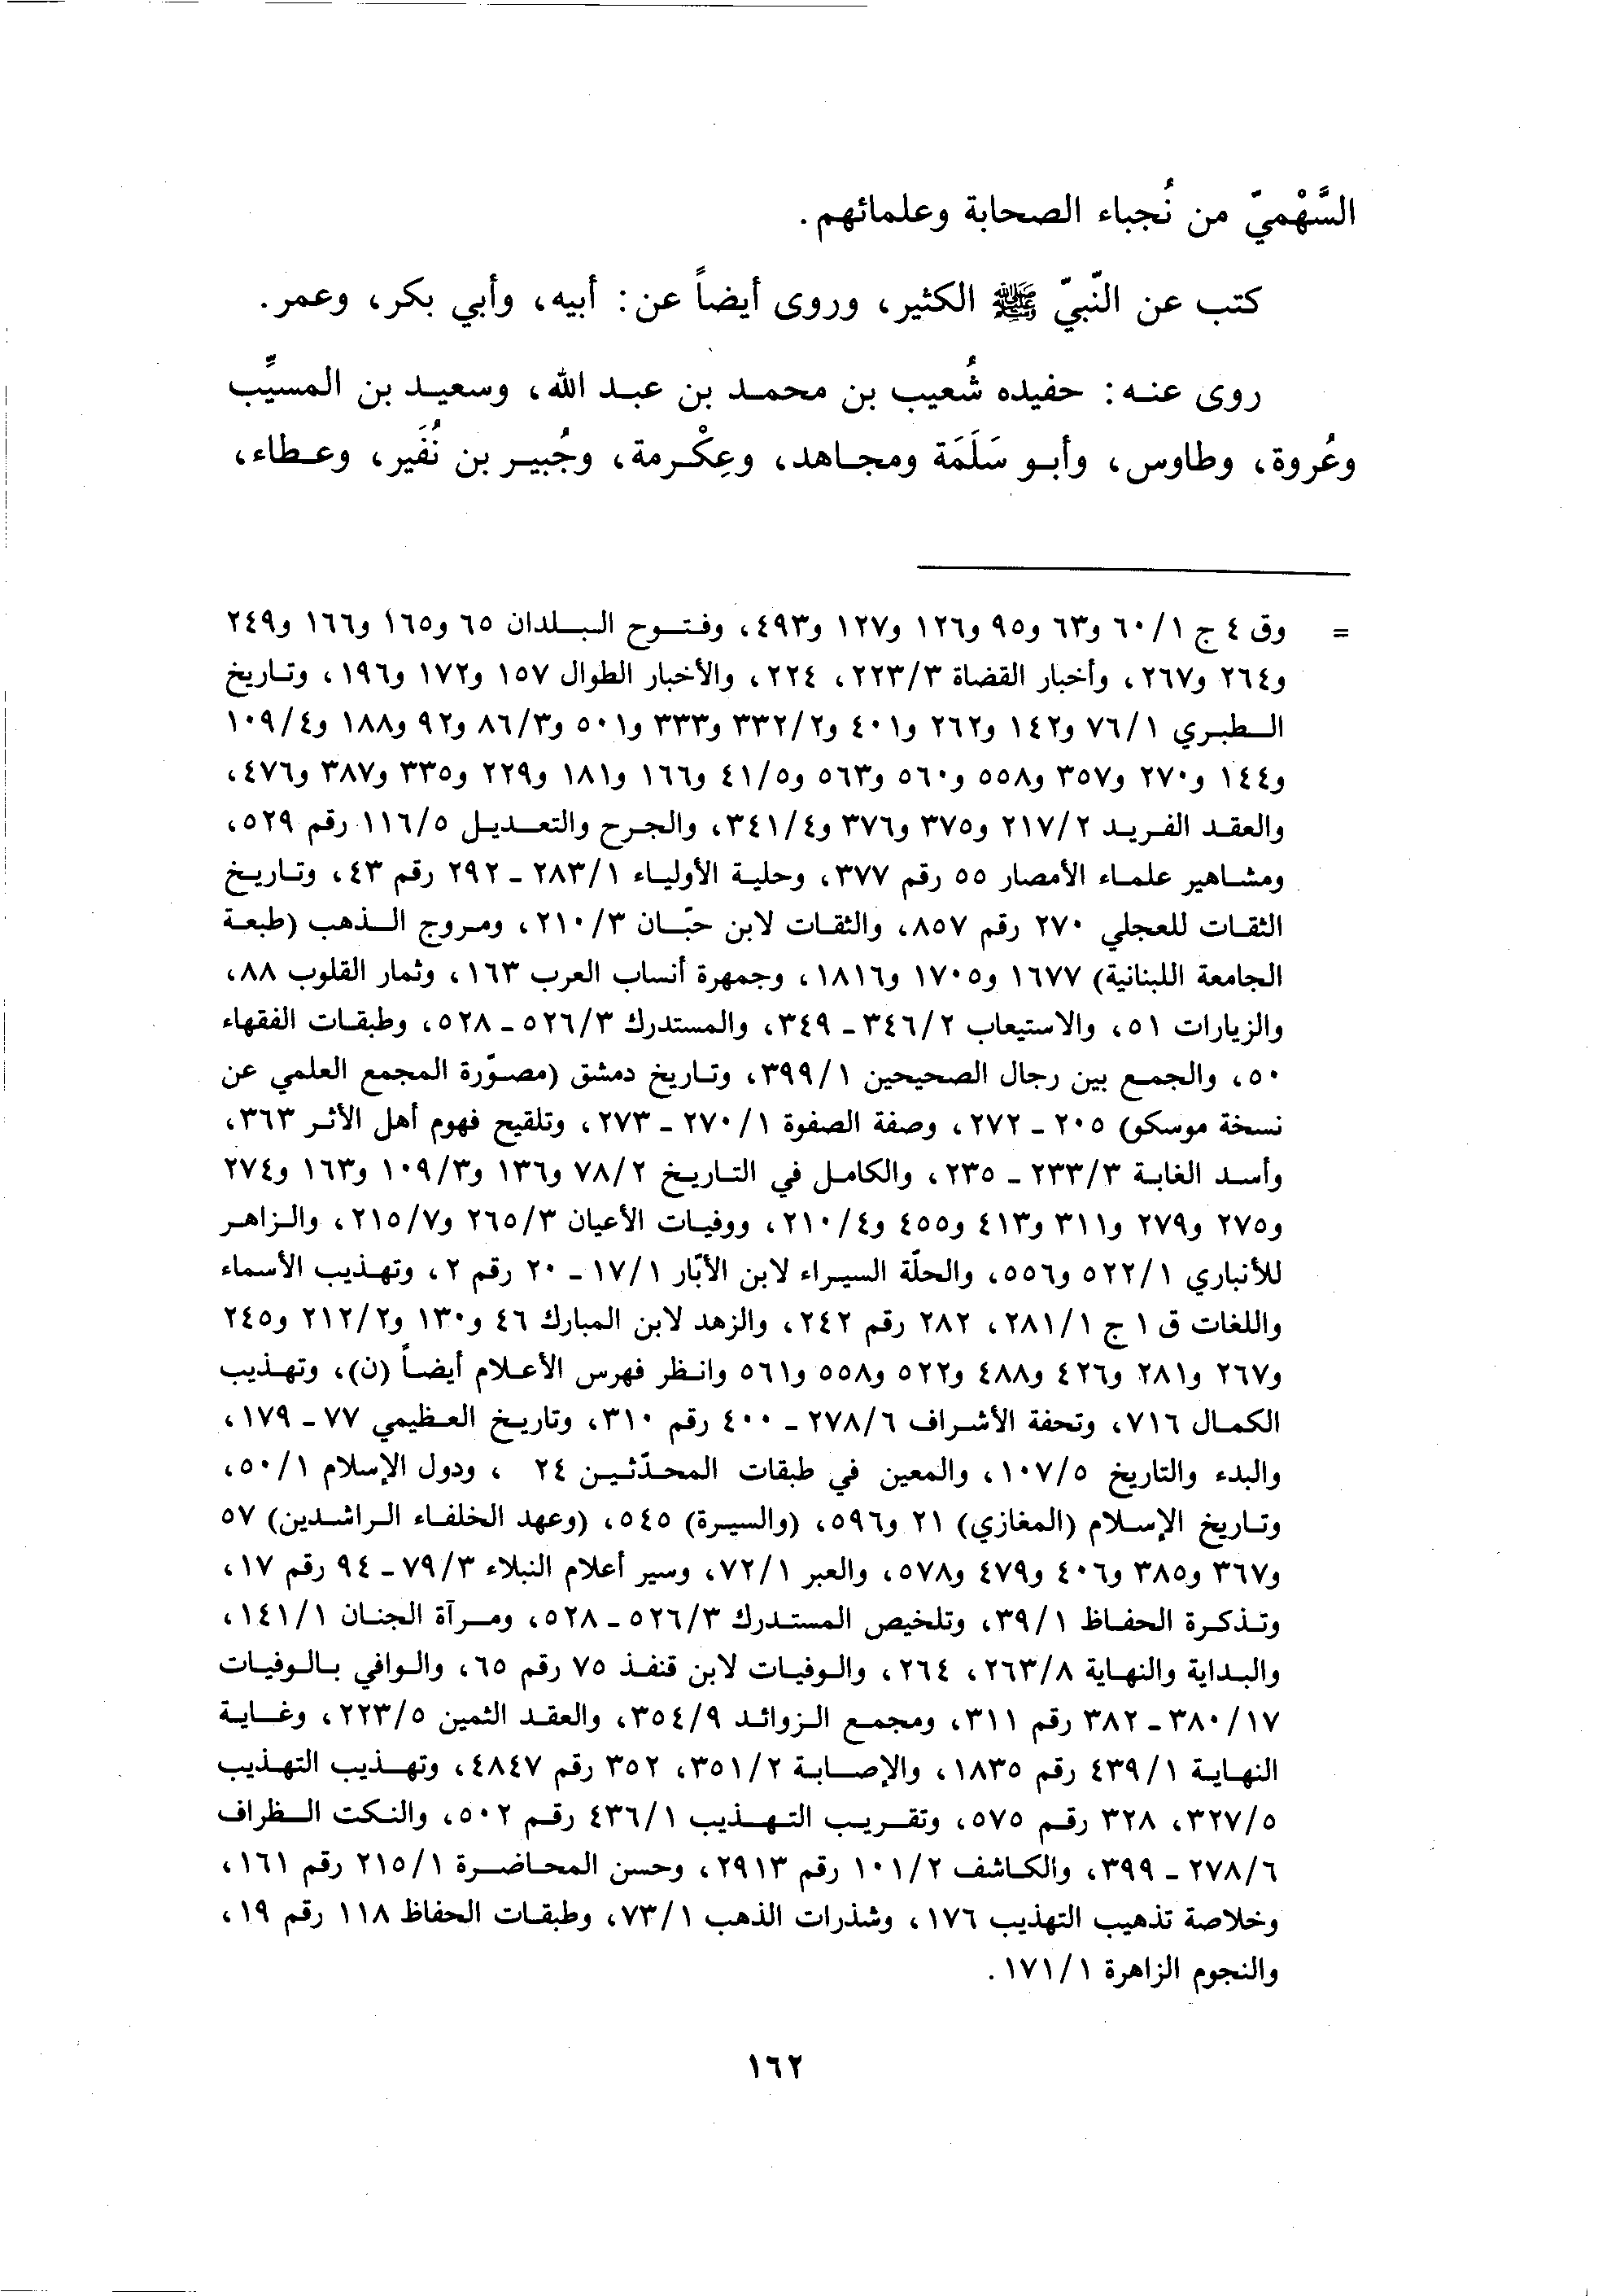 السَّهْميّ من نُجباء الصحابة وعلمائهم.
كتب عن النّبيّ ﷺ الكثير، وروى أيضاً عن: أبيه، وأبي بكر، وعمر.
روى عنه: حفيده شُعيب بن محمد بن عبد الله، وسعيد بن المسيِّب
وعُروة، وطاوس، وأبو سَلَمَة ومجاهد، وعِكْرمة، وجُبير بن نُفَير، وعطاء،
= وق ٤ ج ١/ ٦٠ و٦٣ و٩٥ و١٢٦ و١٢٧ و٤٩٣، وفتوح البلدان ٦٥ و١٦٥ و١٦٦ و٢٤٩
و٢٦٤ و٢٦٧، وأخبار القضاة ٣/ ٢٢٣، ٢٢٤، والأخبار الطوال ١٥٧ و١٧٢ و١٩٦، وتاريخ
الطبري ١/ ٧٦ و١٤٢ و٢٦٢ و٤٠١ و٢/ ٣٣٢ و٣٣٣ و٥٠١ و٣/ ٨٦ و٩٢ و١٨٨ و٤/ ١٠٩
و١٤٤ و٢٧٠ و٣٥٧ و٥٥٨ و٥٦٠ و٥٦٣ و٥/ ٤١ و١٦٦ و١٨١ و٢٢٩ و٣٣٥ و٣٨٧ و٤٧٦،
والعقد الفريد ٢/ ٢١٧ و٣٧٥ و٣٧٦ و٤/ ٣٤١، والجرح والتعديل ٥/ ١١٦ رقم ٥٢٩،
ومشاهير علماء الأمصار ٥٥ رقم ٣٧٧، وحلية الأولياء ١/ ٢٨٣ - ٢٩٢ رقم ٤٣، وتاريخ
الثقات للعجلي ٢٧٠ رقم ٨٥٧، والثقات لابن حبّان ٣/ ٢١٠، ومروج الذهب (طبعة
الجامعة اللبنانية) ١٦٧٧ و١٧٠٥ و١٨١٦، وجمهرة أنساب العرب ١٦٣، وثمار القلوب ٨٨،
والزيارات ٥١، والاستيعاب ٢/ ٣٤٦ - ٣٤٩، والمستدرك ٣/ ٥٢٦ - ٥٢٨، وطبقات الفقهاء
٥٠، والجمع بين رجال الصحيحين ١/ ٣٩٩، وتاريخ دمشق (مصوّرة المجمع العلمي عن
نسخة موسكو) ٢٠٥ - ٢٧٢، وصفة الصفوة ١/ ٢٧٠ - ٢٧٣، وتلقيح فهوم أهل الأثر ٣٦٣،
وأسد الغابة ٣/ ٢٣٣ - ٢٣٥، والكامل في التاريخ ٢/ ٧٨ و١٣٦ و٣/ ١٠٩ و١٦٣ و٢٧٤
و٢٧٥ و٢٧٩ و٣١١ و٤١٣ و٤٥٥ و٤/ ٢١٠، ووفيات الأعيان ٣/ ٢٦٥ و٧/ ٢١٥، والزاهر
للأنباري ١/ ٥٢٢ و٥٥٦، والحلّة السيراء لابن الأبّار ١/ ١٧ - ٢٠ رقم ٢، وتهذيب الأسماء
واللغات ق ١ ج ١/ ٢٨١، ٢٨٢ رقم ٢٤٢، والزهد لابن المبارك ٤٦ و١٣٠ و٢/ ٢١٢ و٢٤٥
و٢٦٧ و٢٨١ و٤٢٦ و٤٨٨ و٥٢٢ و٥٥٨ و٥٦١ وانظر فهرس الأعلام أيضاً (ن)، وتهذيب
الكمال ٧١٦، وتحفة الأشراف ٦/ ٢٧٨ - ٤٠٠ رقم ٣١٠، وتاريخ العظيمي ٧٧ - ١٧٩،
والبدء والتاريخ ٥/ ١٠٧، والمعين في طبقات المحدّثين ٢٤ ، ودول الإسلام ١/ ٥٠،
وتاريخ الإسلام (المغازي) ٢١ و٥٩٦، (والسيرة) ٥٤٥، (وعهد الخلفاء الراشدين) ٥٧
و٣٦٧ و٣٨٥ و٤٠٦ و٤٧٩ و٥٧٨، والعبر ١/ ٧٢، وسير أعلام النبلاء ٣/ ٧٩ - ٩٤ رقم ١٧،
وتذكرة الحفاظ ١/ ٣٩، وتلخيص المستدرك ٣/ ٥٢٦ - ٥٢٨، ومرآة الجنان ١/ ١٤١،
والبداية والنهاية ٨/ ٢٦٣، ٢٦٤، والوفيات لابن قنفذ ٧٥ رقم ٦٥، والوافي بالوفيات
١٧/ ٣٨٠ - ٣٨٢ رقم ٣١١، ومجمع الزوائد ٩/ ٣٥٤، والعقد الثمين ٥/ ٢٢٣، وغاية
النهاية ١/ ٤٣٩ رقم ١٨٣٥، والإصابة ٢/ ٣٥١، ٣٥٢ رقم ٤٨٤٧، وتهذيب التهذيب
٥/ ٣٢٧، ٣٢٨ رقم ٥٧٥، وتقريب التهذيب ١/ ٤٣٦ رقم ٥٠٢، والنكت الظراف
٦/ ٢٧٨ - ٣٩٩، والكاشف ٢/ ١٠١ رقم ٢٩١٣، وحسن المحاضرة ١/ ٢١٥ رقم ١٦١،
وخلاصة تذهيب التهذيب ١٧٦، وشذرات الذهب ١/ ٧٣، وطبقات الحفاظ ١١٨ رقم ١٩،
والنجوم الزاهرة ١/ ١٧١.
١٦٢